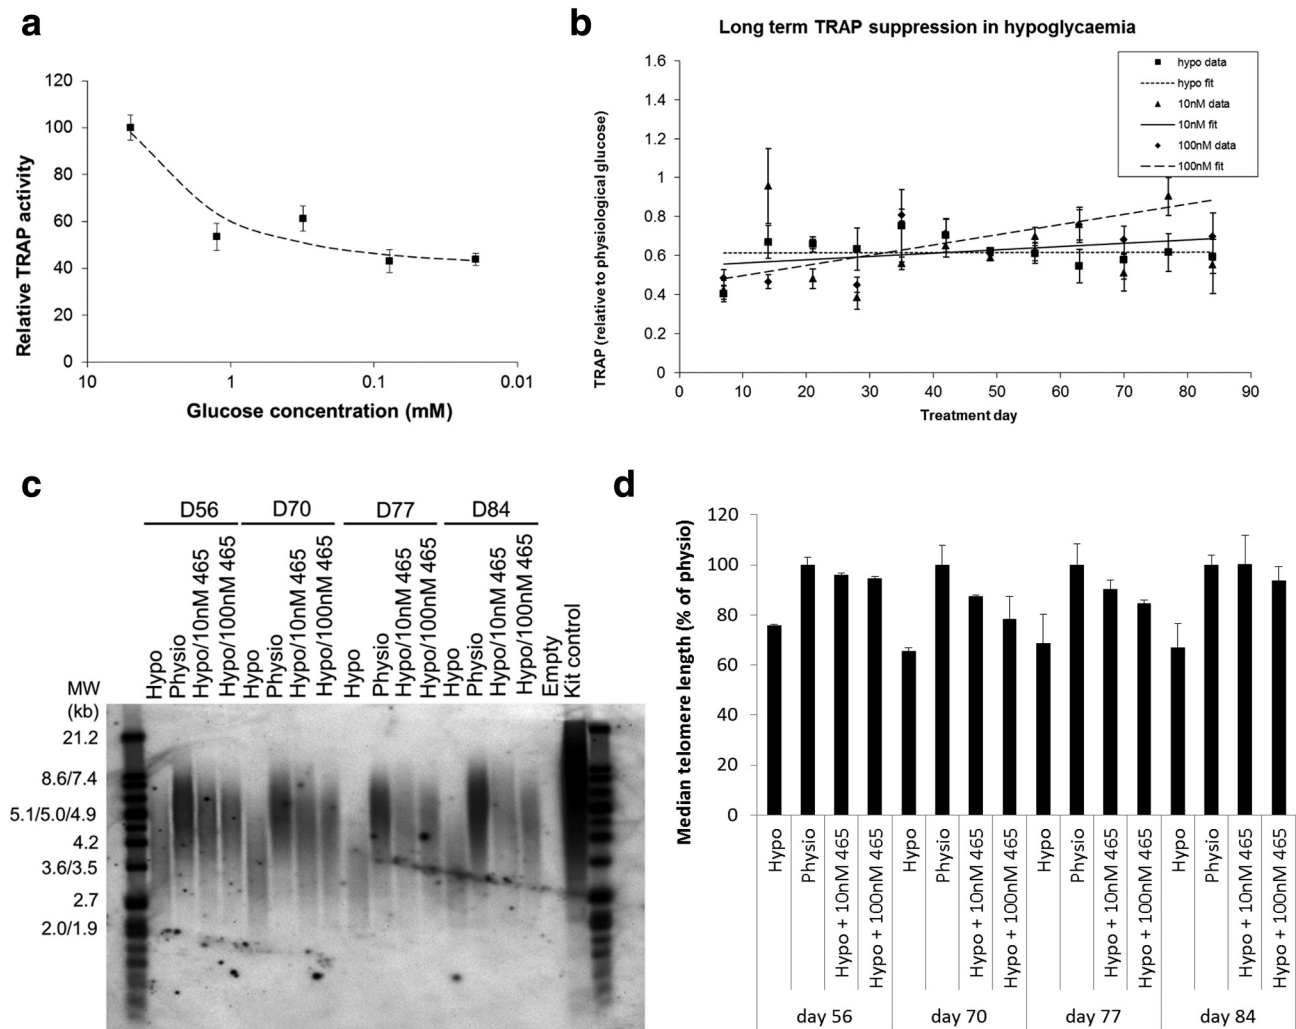 a
120
100
80
60
40
20
0
10
1
0.1
0.01
Relative TRAP activity
Glucose concentration (mM)
b
Long term TRAP suppression in hypoglycaemia
1.6
1.4
1.2
1
0.8
0.6
0.4
0.2
0
0
10
20
30
40
50
60
70
80
90
TRAP (relative to physiological glucose)
Treatment day
hypo data
hypo fit
10nM data
10nM fit
100nM data
100nM fit
c
D56
D70
D77
D84
Hypo
Physio
Hypo/10nM 465
Hypo/100nM 465
Hypo
Physio
Hypo/10nM 465
Hypo/100nM 465
Hypo
Physio
Hypo/10nM 465
Hypo/100nM 465
Hypo
Physio
Hypo/10nM 465
Hypo/100nM 465
Empty
Kit control
MW
(kb)
21.2
8.6/7.4
5.1/5.0/4.9
4.2
3.6/3.5
2.7
2.0/1.9
d
120
100
80
60
40
20
0
Median telomere length (% of physio)
Hypo
Physio
Hypo + 10nM 465
Hypo + 100nM 465
Hypo
Physio
Hypo + 10nM 465
Hypo + 100nM 465
Hypo
Physio
Hypo + 10nM 465
Hypo + 100nM 465
Hypo
Physio
Hypo + 10nM 465
Hypo + 100nM 465
day 56
day 70
day 77
day 84